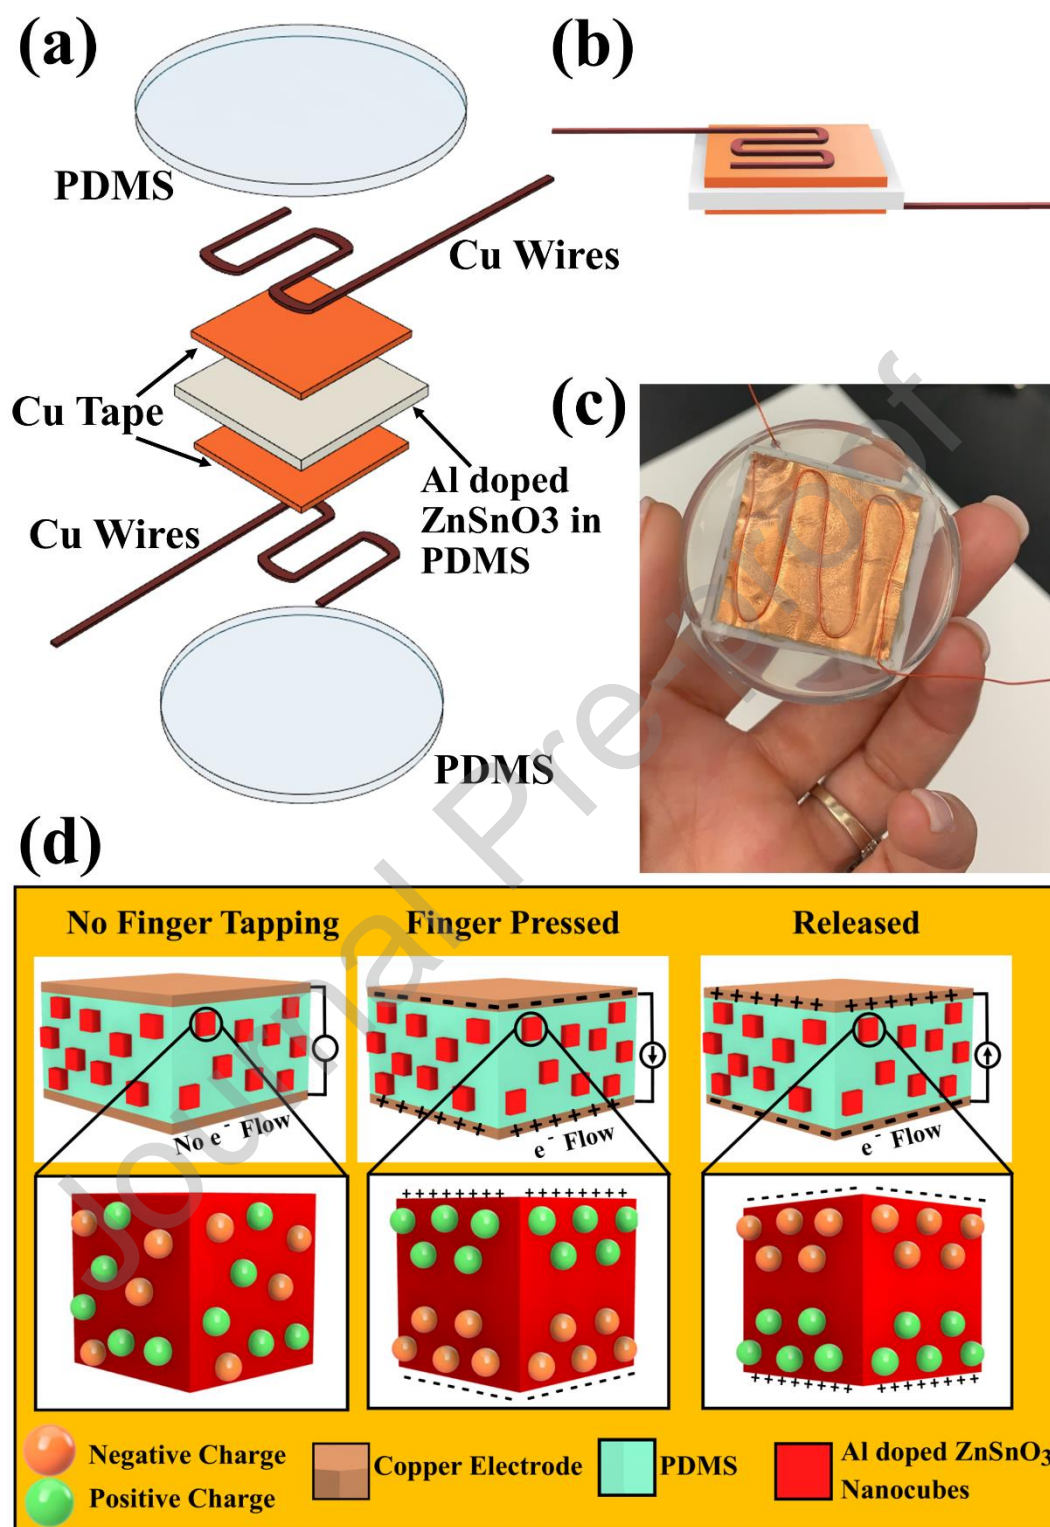 (a)
PDMS
Cu Wires
Cu Tape
Al doped
ZnSnO3 in
PDMS
Cu Wires
PDMS
(b)
(c)
(d)
No Finger Tapping
Finger Pressed
Released
No e⁻ Flow
e⁻ Flow
e⁻ Flow
Negative Charge
Positive Charge
Copper Electrode
PDMS
Al doped ZnSnO₃
Nanocubes
Journal Pre-proof